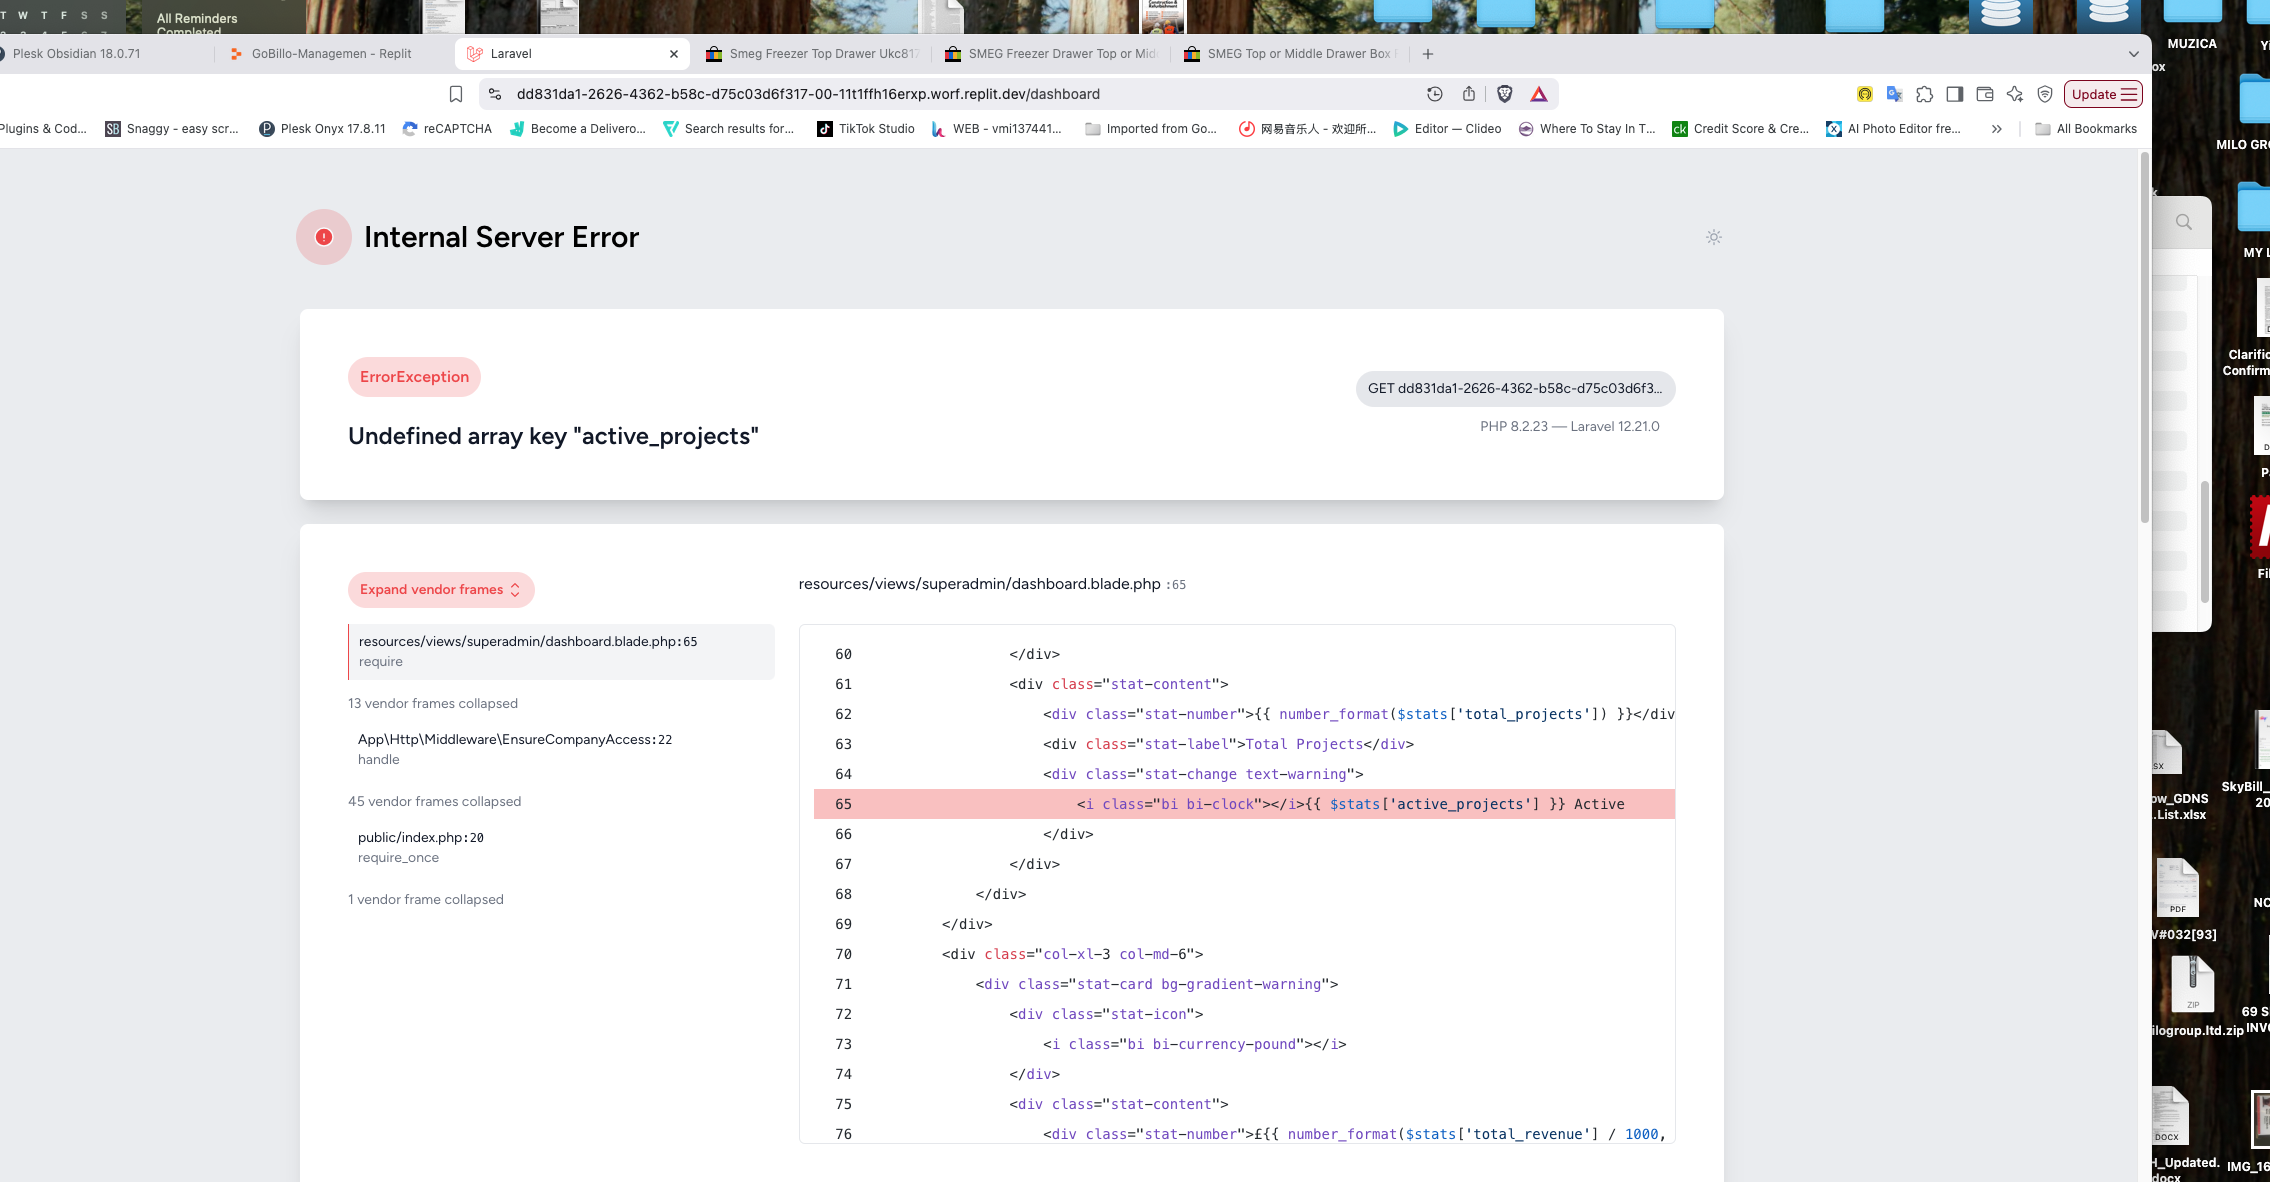 T W T F S S
All Reminders
Completed
Plesk Obsidian 18.0.71
GoBillo-Managemen - Replit
Laravel
Smeg Freezer Top Drawer Ukc817
SMEG Freezer Drawer Top or Mid
SMEG Top or Middle Drawer Box
dd831da1-2626-4362-b58c-d75c03d6f317-00-11t1ffh16erxp.worf.replit.dev/dashboard
Update
Plugins & Cod...
SB Snaggy - easy scr...
Plesk Onyx 17.8.11
reCAPTCHA
Become a Delivero...
Search results for...
TikTok Studio
WEB - vmi137441...
Imported from Go...
网易音乐人 - 欢迎所...
Editor — Clideo
Where To Stay In T...
ck Credit Score & Cre...
AI Photo Editor fre...
»
All Bookmarks
Internal Server Error
ErrorException
Undefined array key "active_projects"
GET dd831da1-2626-4362-b58c-d75c03d6f3...
PHP 8.2.23 — Laravel 12.21.0
Expand vendor frames
resources/views/superadmin/dashboard.blade.php:65
require
13 vendor frames collapsed
App\Http\Middleware\EnsureCompanyAccess:22
handle
45 vendor frames collapsed
public/index.php:20
require_once
1 vendor frame collapsed
resources/views/superadmin/dashboard.blade.php :65
60 </div>
61 <div class="stat-content">
62 <div class="stat-number">{{ number_format($stats['total_projects']) }}</div
63 <div class="stat-label">Total Projects</div>
64 <div class="stat-change text-warning">
65 <i class="bi bi-clock"></i>{{ $stats['active_projects'] }} Active
66 </div>
67 </div>
68 </div>
69 </div>
70 <div class="col-xl-3 col-md-6">
71 <div class="stat-card bg-gradient-warning">
72 <div class="stat-icon">
73 <i class="bi bi-currency-pound"></i>
74 </div>
75 <div class="stat-content">
76 <div class="stat-number">£{{ number_format($stats['total_revenue'] / 1000,
MUZICA
ox
MILO GR
MY L
Clarific
Confirm
Fil
SkyBill_
20
ow_GDNS
.List.xlsx
PDF
V#032[93]
NC
ZIP
69 S
INV
ilogroup.ltd.zip
DOCX
H_Updated.
docx
IMG_16